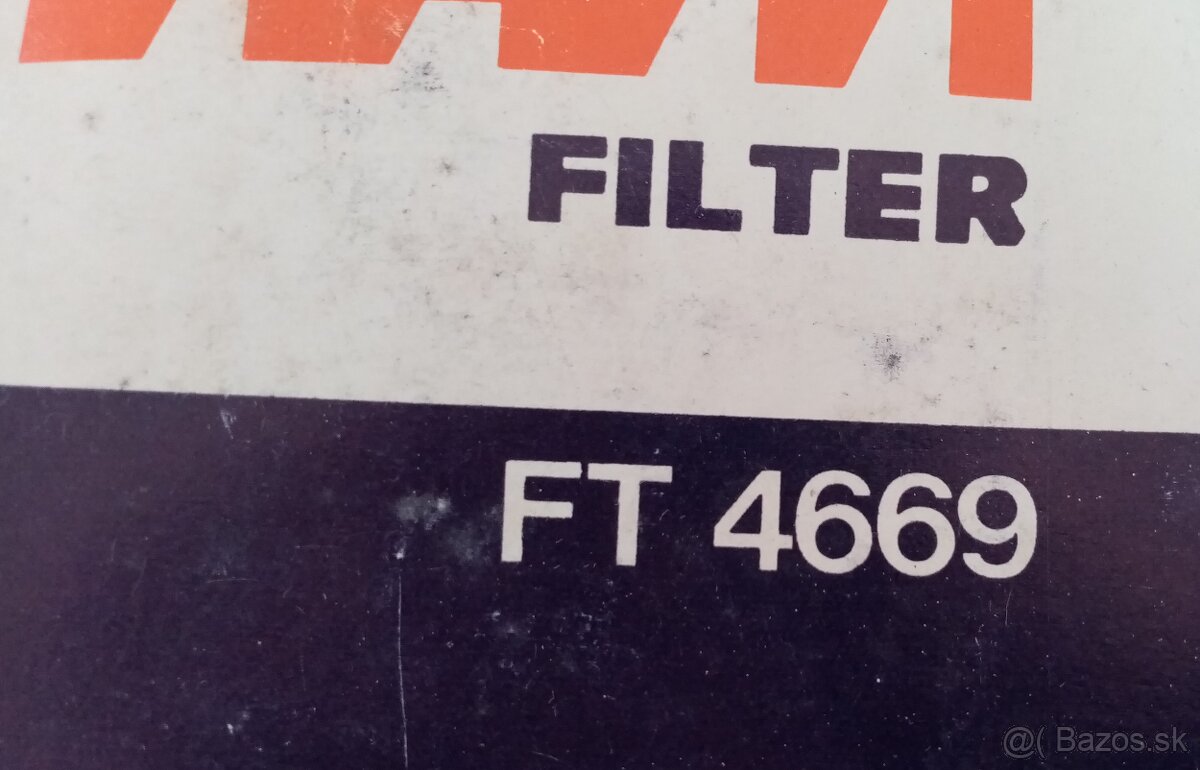 FILTER
FT 4669
@( Bazos.sk